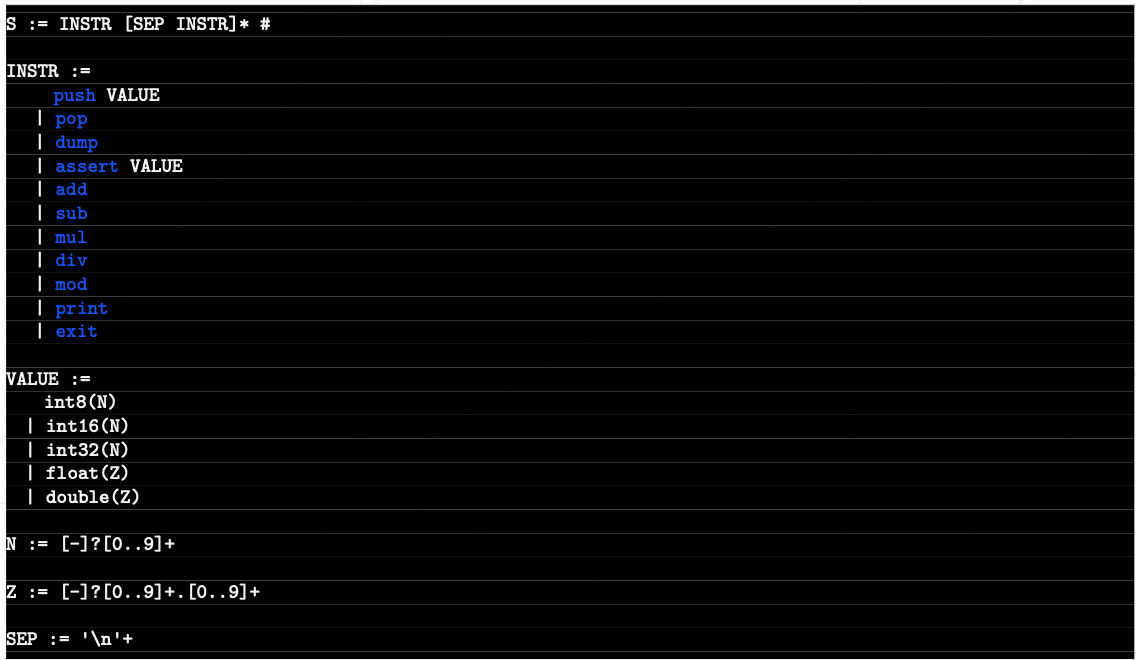 S := INSTR [SEP INSTR]* #
INSTR :=
push VALUE
| pop
| dump
| assert VALUE
| add
| sub
| mul
| div
| mod
| print
| exit
VALUE :=
int8(N)
| int16(N)
| int32(N)
| float(Z)
| double(Z)
N := [-]?[0..9]+
Z := [-]?[0..9]+.[0..9]+
SEP := '\n'+